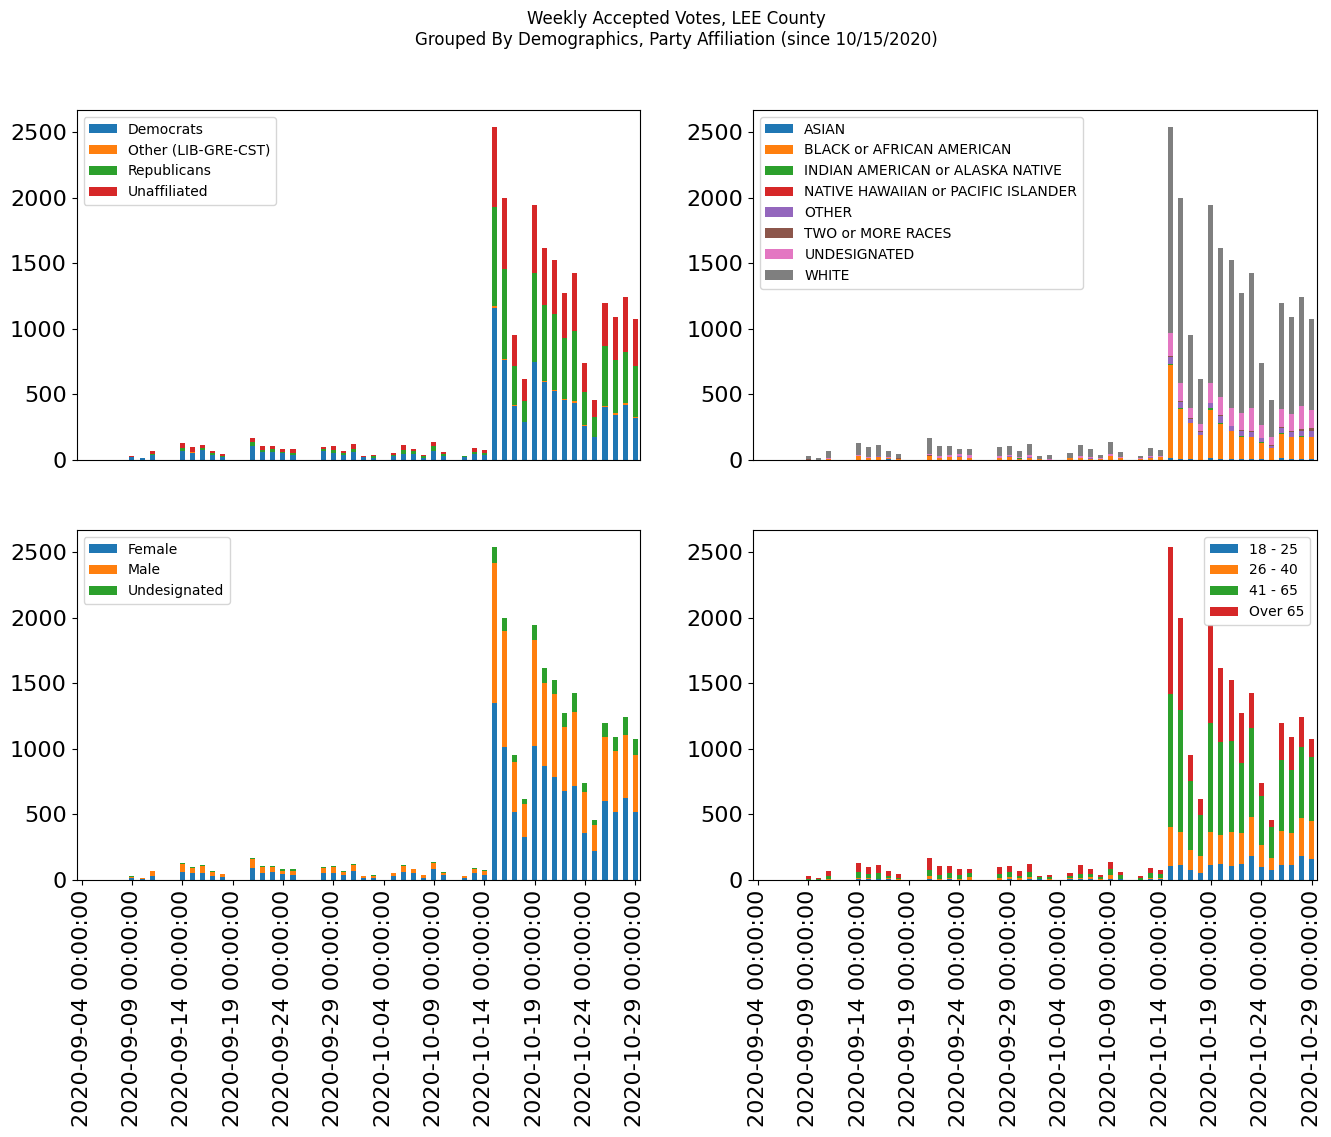 Weekly Accepted Votes, LEE County
Grouped By Demographics, Party Affiliation (since 10/15/2020)
2500
2000
1500
1000
500
0
Democrats
Other (LIB-GRE-CST)
Republicans
Unaffiliated
2500
2000
1500
1000
500
0
ASIAN
BLACK or AFRICAN AMERICAN
INDIAN AMERICAN or ALASKA NATIVE
NATIVE HAWAIIAN or PACIFIC ISLANDER
OTHER
TWO or MORE RACES
UNDESIGNATED
WHITE
2500
2000
1500
1000
500
0
Female
Male
Undesignated
2020-09-04 00:00:00
2020-09-09 00:00:00
2020-09-14 00:00:00
2020-09-19 00:00:00
2020-09-24 00:00:00
2020-09-29 00:00:00
2020-10-04 00:00:00
2020-10-09 00:00:00
2020-10-14 00:00:00
2020-10-19 00:00:00
2020-10-24 00:00:00
2020-10-29 00:00:00
2500
2000
1500
1000
500
0
18 - 25
26 - 40
41 - 65
Over 65
2020-09-04 00:00:00
2020-09-09 00:00:00
2020-09-14 00:00:00
2020-09-19 00:00:00
2020-09-24 00:00:00
2020-09-29 00:00:00
2020-10-04 00:00:00
2020-10-09 00:00:00
2020-10-14 00:00:00
2020-10-19 00:00:00
2020-10-24 00:00:00
2020-10-29 00:00:00